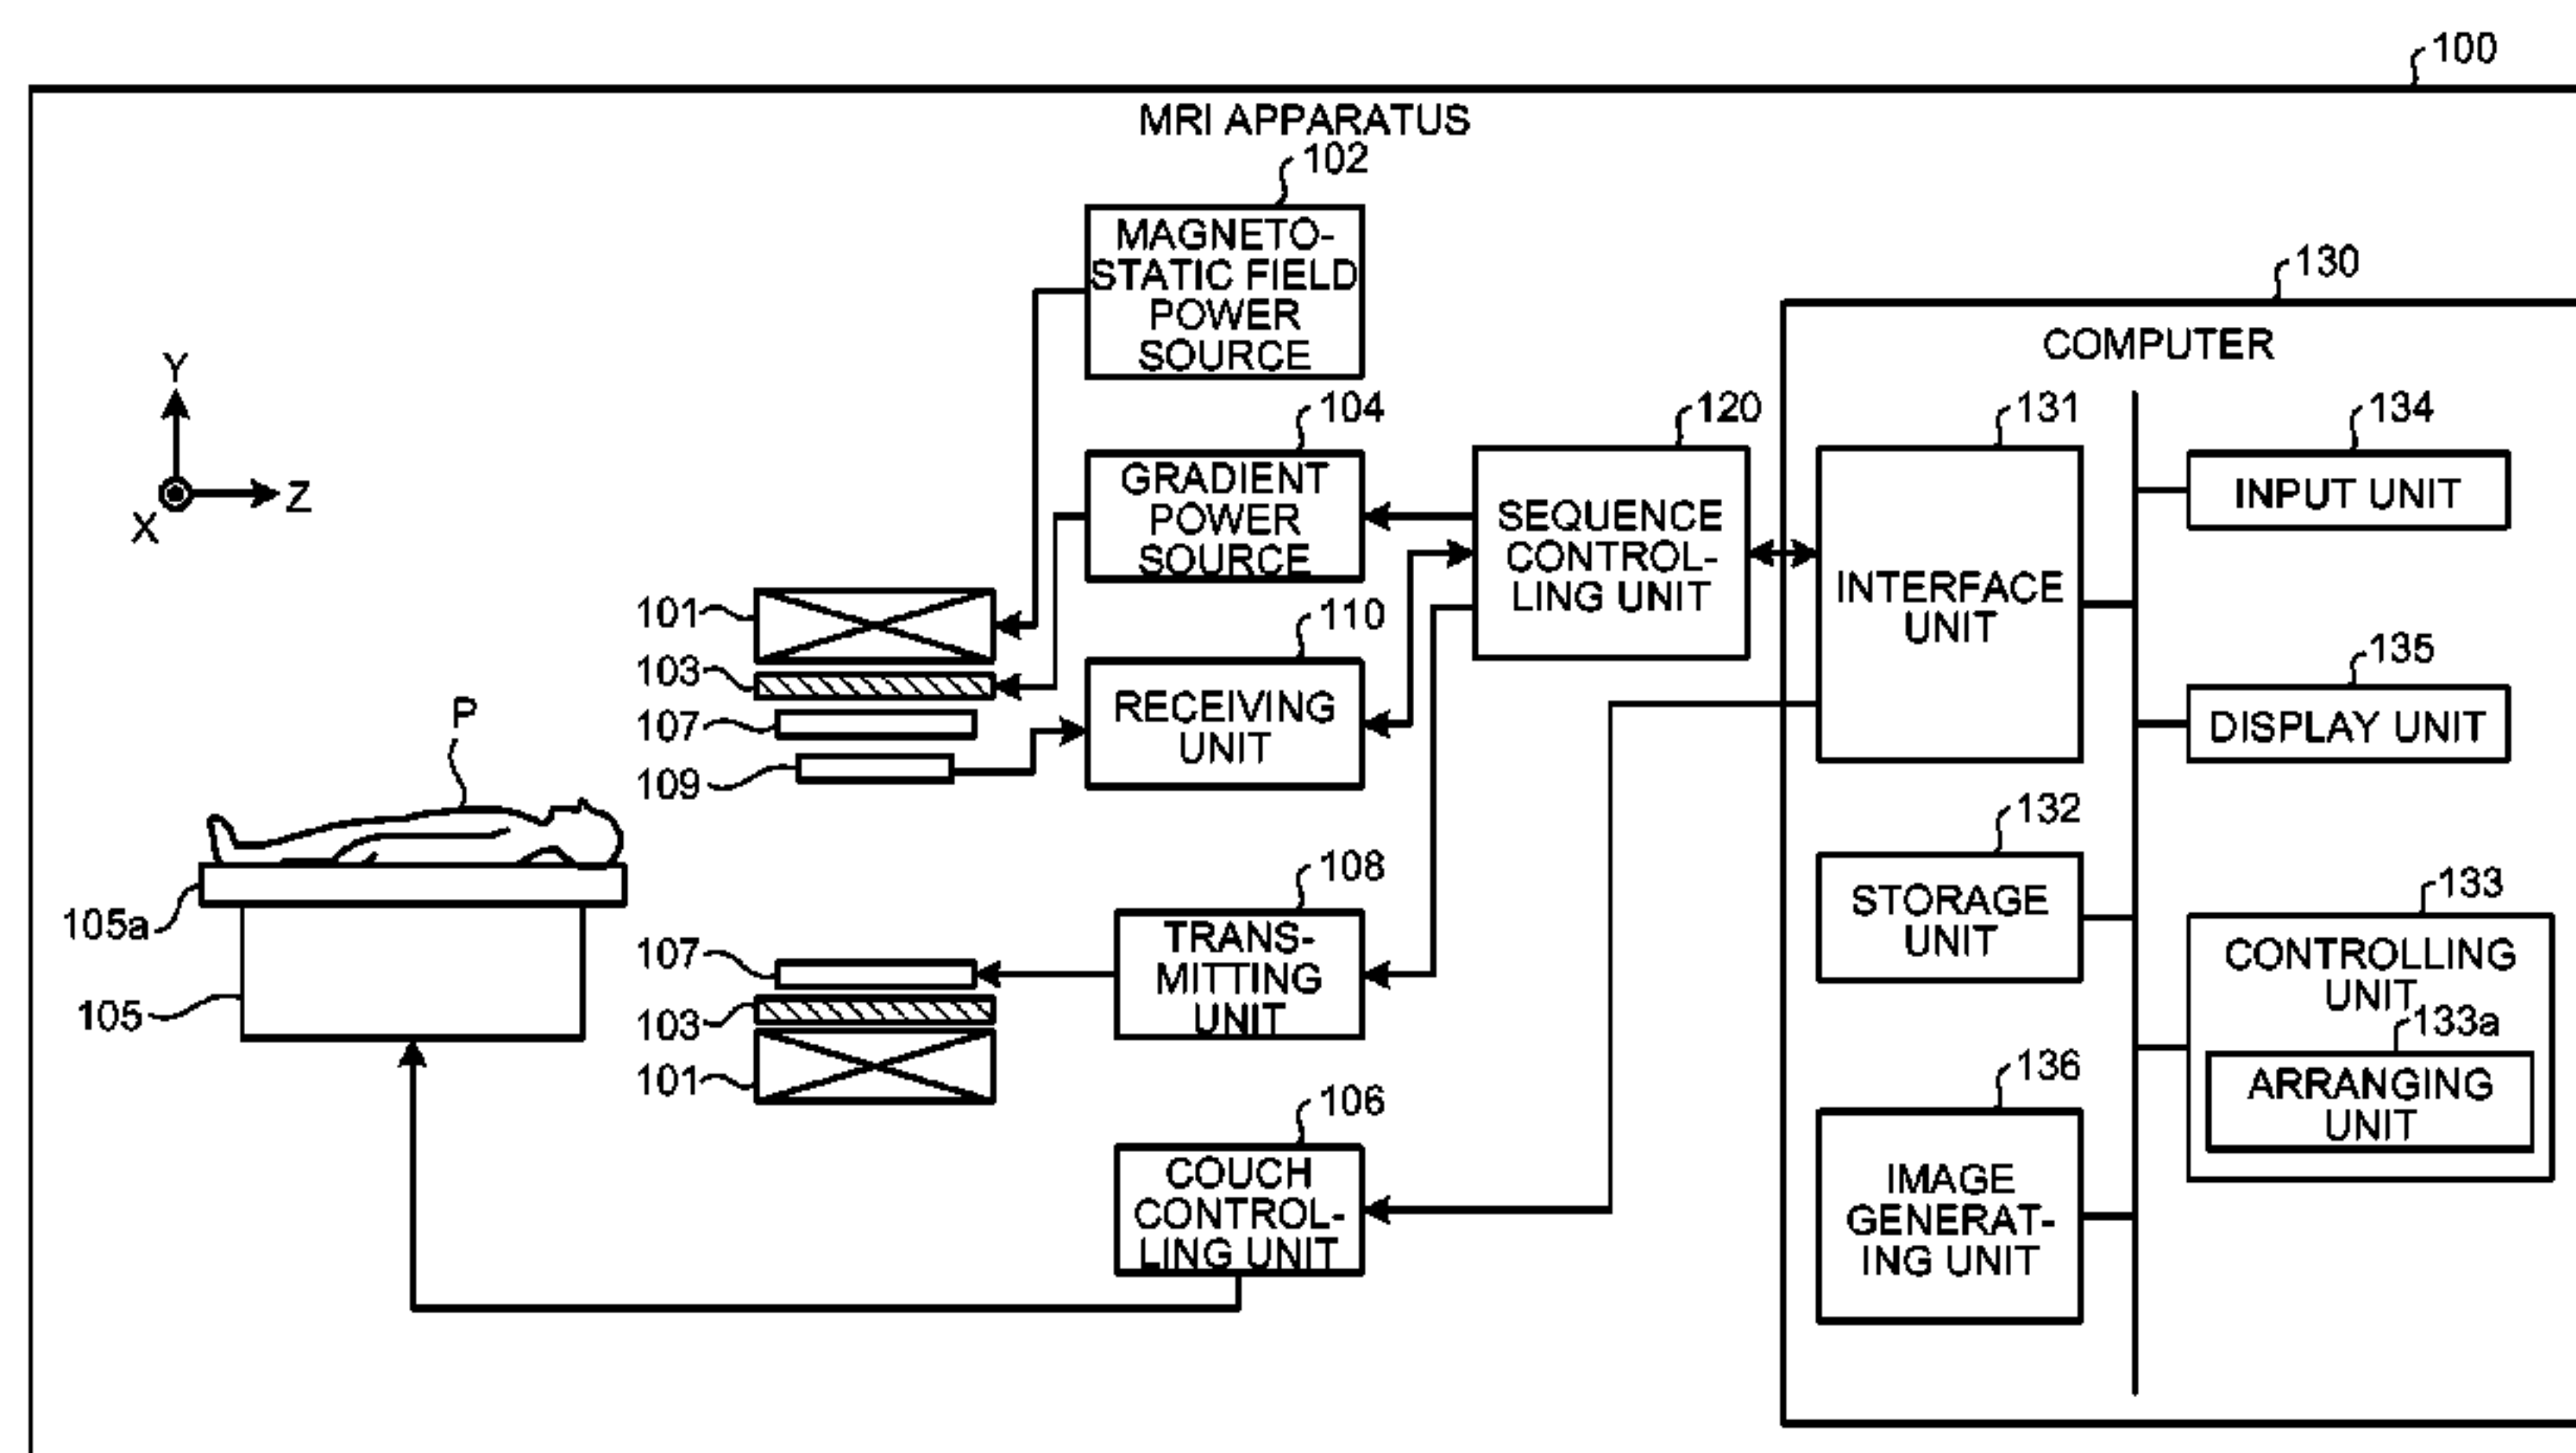 100
MRI APPARATUS
102
MAGNETO-
STATIC FIELD
POWER
SOURCE
130
COMPUTER
Y
Z
X
104
GRADIENT
POWER
SOURCE
120
SEQUENCE
CONTROL-
LING UNIT
131
INTERFACE
UNIT
134
INPUT UNIT
101
103
107
109
110
RECEIVING
UNIT
135
DISPLAY UNIT
P
105a
105
108
TRANS-
MITTING
UNIT
132
STORAGE
UNIT
133
CONTROLLING
UNIT
133a
ARRANGING
UNIT
107
103
101
106
COUCH
CONTROL-
LING UNIT
136
IMAGE
GENERAT-
ING UNIT